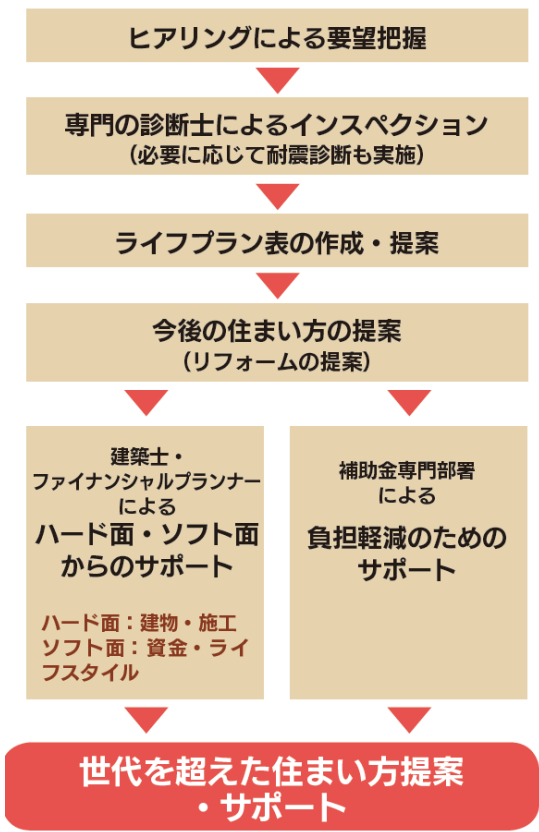 ヒアリングによる要望把握
専門の診断士によるインスペクション
（必要に応じて耐震診断も実施）
ライフプラン表の作成・提案
今後の住まい方の提案
（リフォームの提案）
建築士・
ファイナンシャルプランナー
による
ハード面・ソフト面
からのサポート
ハード面：建物・施工
ソフト面：資金・ライ
フスタイル
補助金専門部署
による
負担軽減のための
サポート
世代を超えた住まい方提案
・サポート